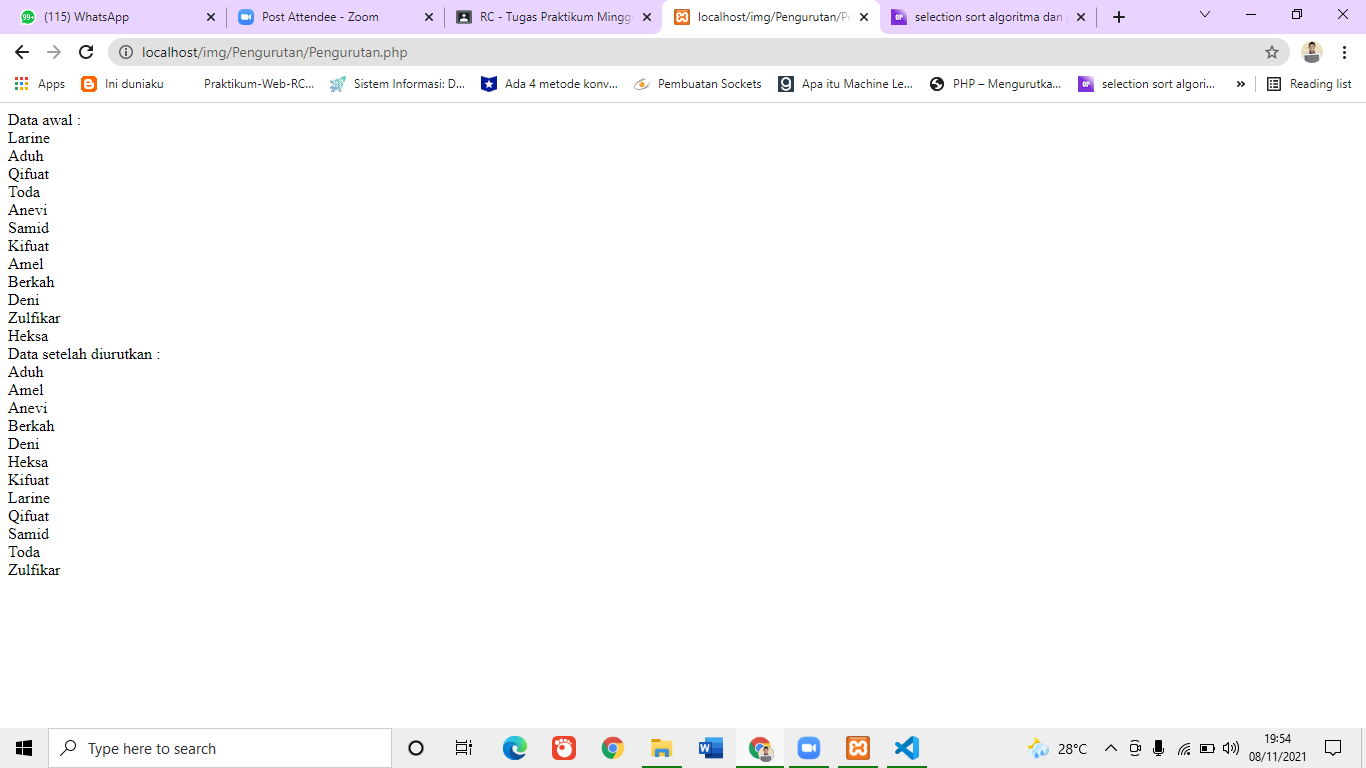 (115) WhatsApp
Post Attendee - Zoom
RC - Tugas Praktikum Minggu
localhost/img/Pengurutan/Pe
selection sort algoritma dan
localhost/img/Pengurutan/Pengurutan.php
Apps
Ini duniaku
Praktikum-Web-RC...
Sistem Informasi: D...
Ada 4 metode konv...
Pembuatan Sockets
Apa itu Machine Le...
PHP – Mengurutka...
selection sort algori...
»
Reading list
Data awal :
Larine
Aduh
Qifuat
Toda
Anevi
Samid
Kifuat
Amel
Berkah
Deni
Zulfikar
Heksa
Data setelah diurutkan :
Aduh
Amel
Anevi
Berkah
Deni
Heksa
Kifuat
Larine
Qifuat
Samid
Toda
Zulfikar
Type here to search
28°C
19:54
08/11/2021